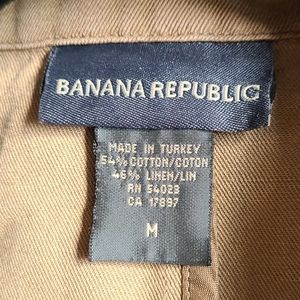 BANANA REPUBLIC
MADE IN TURKEY
54% COTTON/COTON
46% LINEN/LIN
RN 54023
CA 17897
M